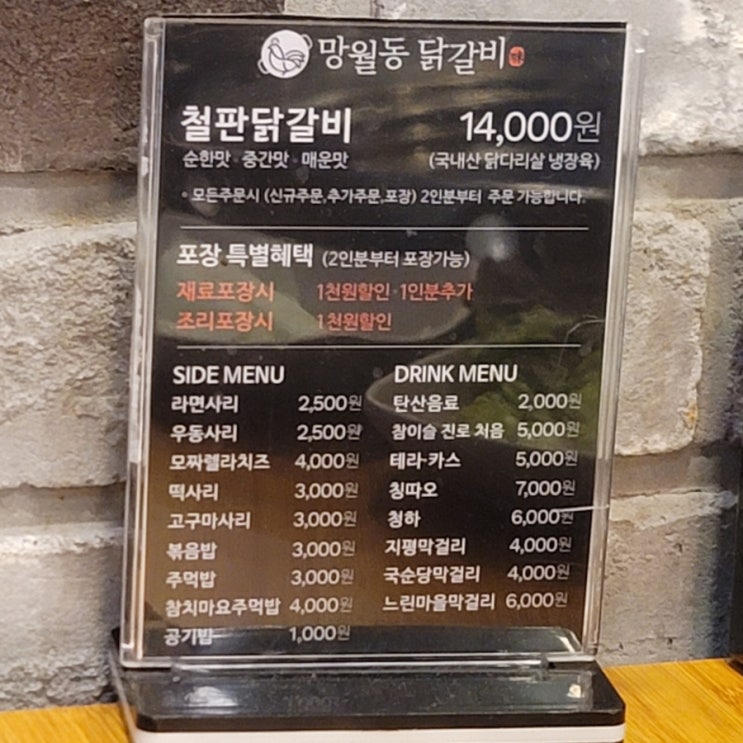 망월동 닭갈비
철판닭갈비 14,000원
순한맛·중간맛·매운맛 (국내산 닭다리살 냉장육)
• 모든주문시 (신규주문,추가주문,포장) 2인분부터 주문 가능합니다.
포장 특별혜택 (2인분부터 포장가능)
재료포장시 1천원할인·1인분추가
조리포장시 1천원할인
SIDE MENU
라면사리 2,500원
우동사리 2,500원
모짜렐라치즈 4,000원
떡사리 3,000원
고구마사리 3,000원
볶음밥 3,000원
주먹밥 3,000원
참치마요주먹밥 4,000원
공기밥 1,000원
DRINK MENU
탄산음료 2,000원
참이슬 진로 처음 5,000원
테라·카스 5,000원
칭따오 7,000원
청하 6,000원
지평막걸리 4,000원
국순당막걸리 4,000원
느린마을막걸리 6,000원